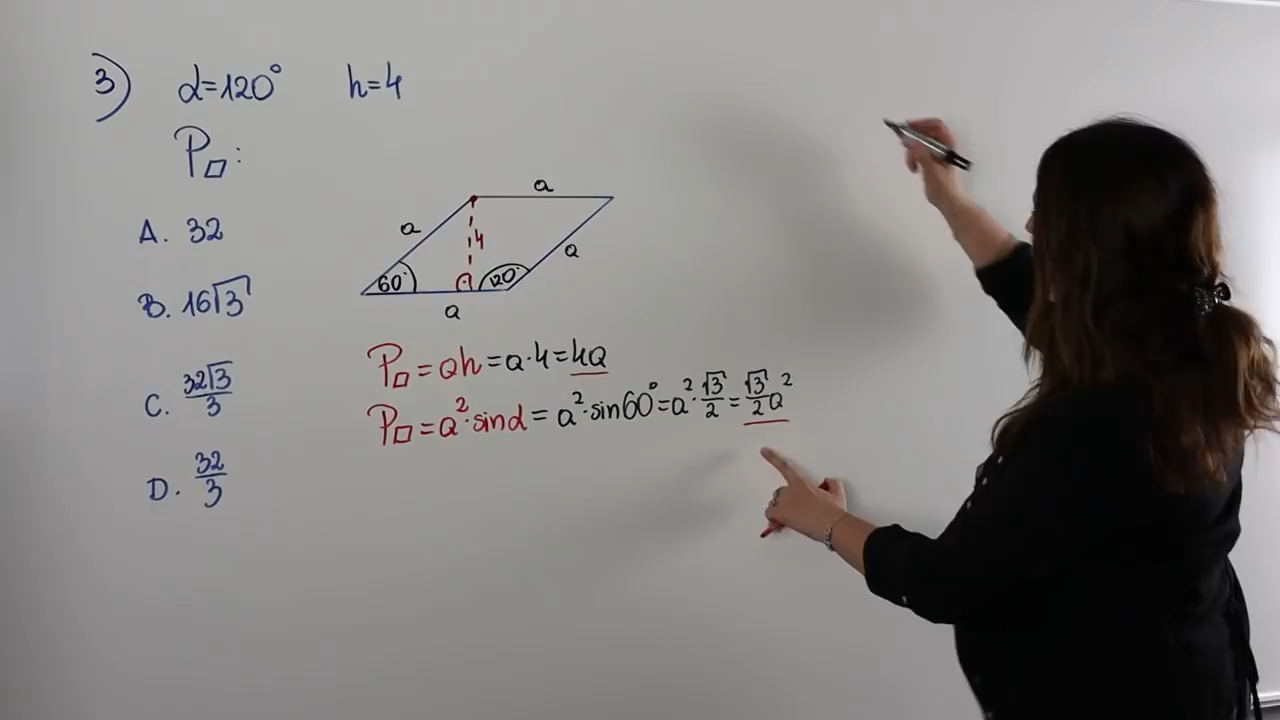 3) α=120° h=4
P▱:
A. 32
B. 16√3
C. 32√3/3
D. 32/3
a
a
4
a
60°
120°
a
P▱ = ah = a·4 = 4a
P▱ = a²·sinα = a²·sin60° = a²·√3/2 = √3/2 a²